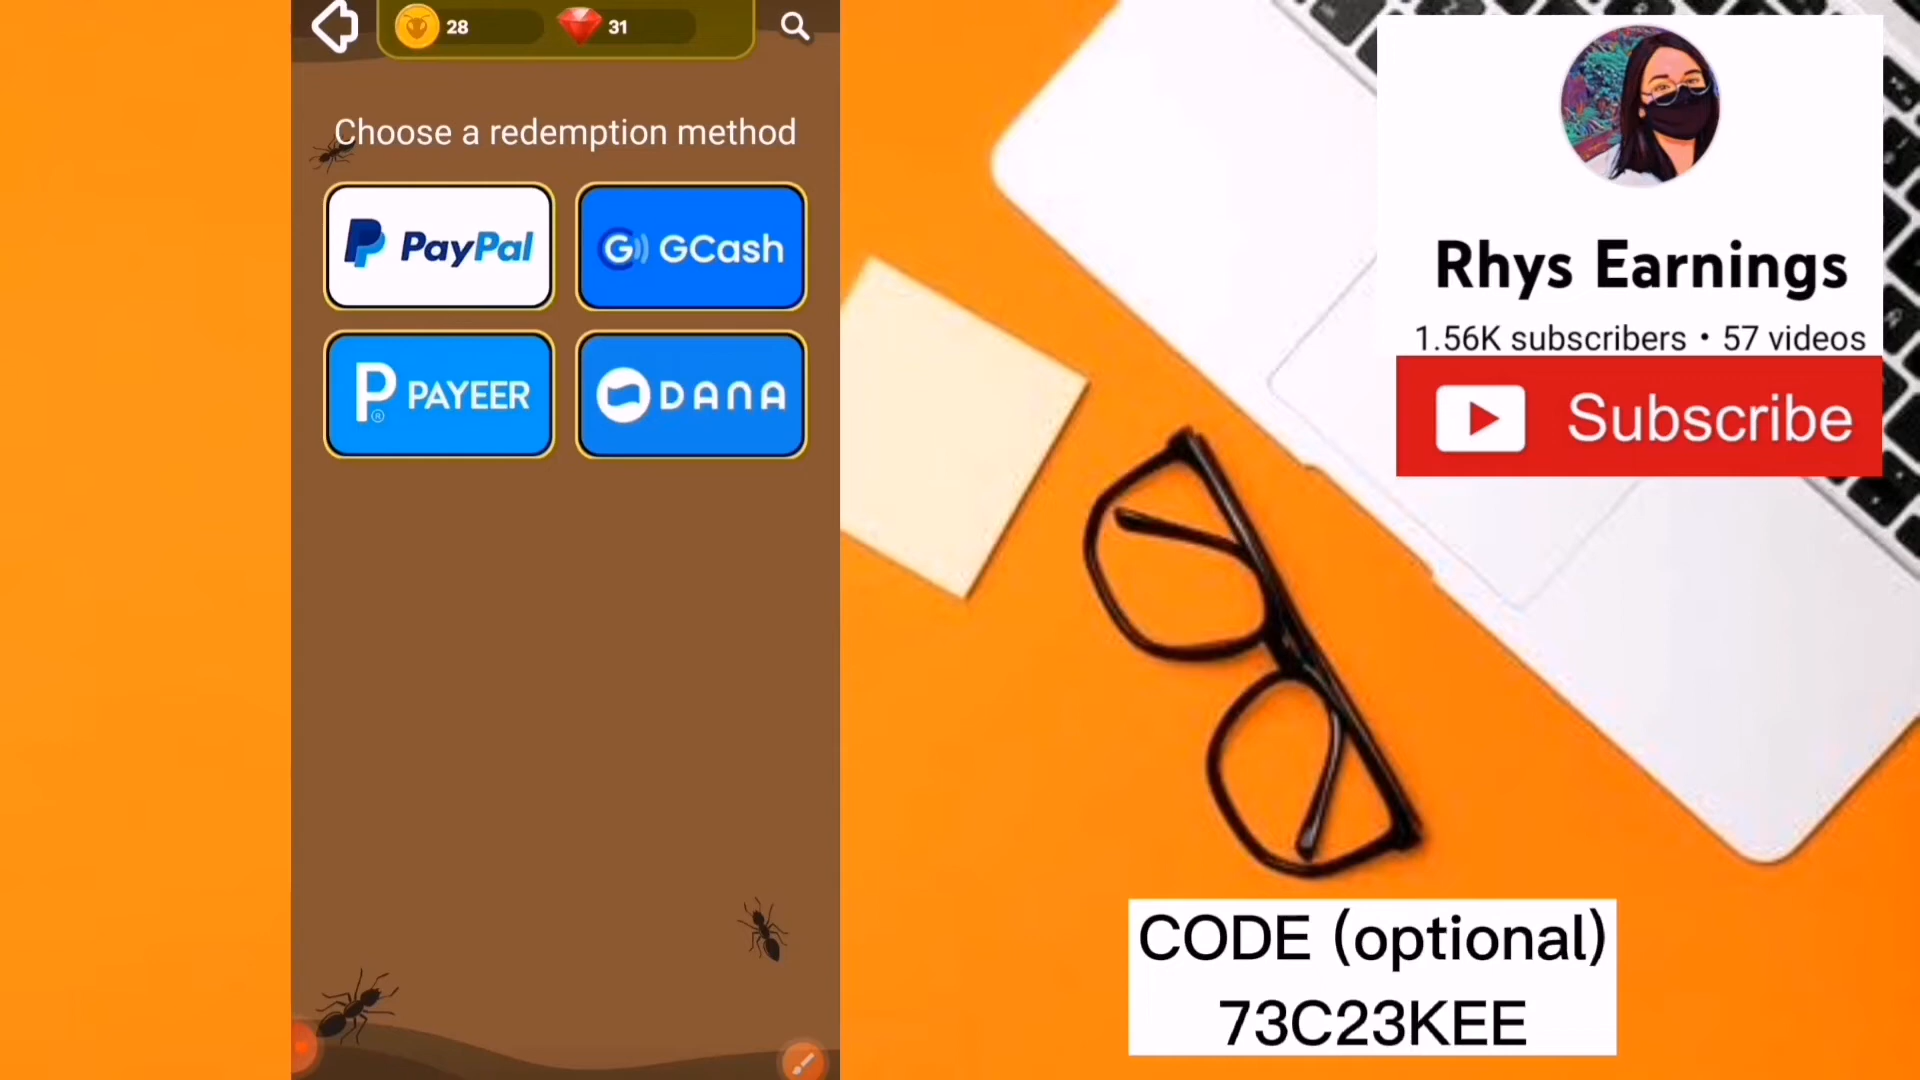 28
31
Choose a redemption method
PayPal
GCash
PAYEER
DANA
Rhys Earnings
1.56K subscribers • 57 videos
Subscribe
CODE (optional)
73C23KEE